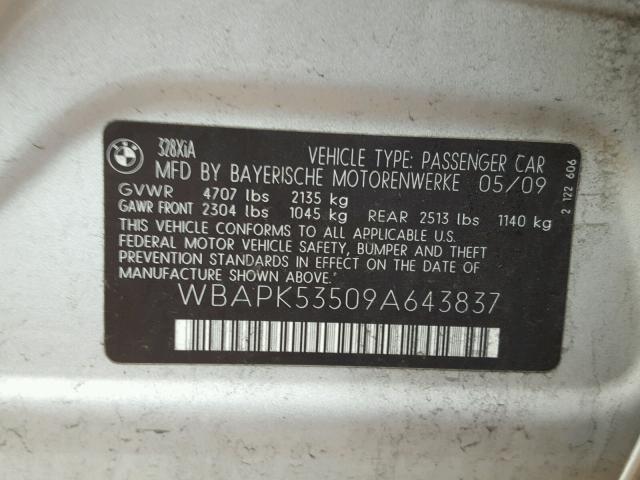 328XiA
VEHICLE TYPE: PASSENGER CAR
MFD BY BAYERISCHE MOTORENWERKE 05/09
GVWR 4707 lbs 2135 kg
GAWR FRONT 2304 lbs 1045 kg REAR 2513 lbs 1140 kg
THIS VEHICLE CONFORMS TO ALL APPLICABLE U.S.
FEDERAL MOTOR VEHICLE SAFETY, BUMPER AND THEFT
PREVENTION STANDARDS IN EFFECT ON THE DATE OF
MANUFACTURE SHOWN ABOVE."
WBAPK53509A643837
2 122 606